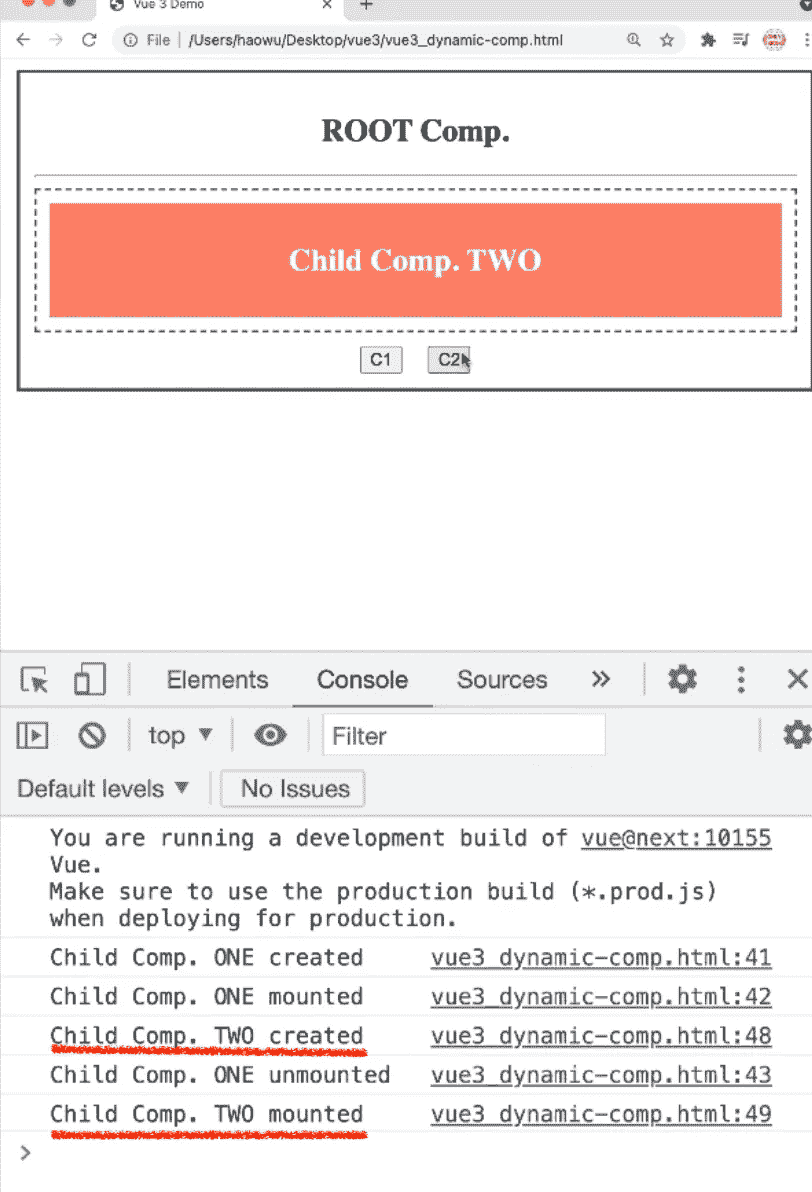 Vue 3 Demo
File | /Users/haowu/Desktop/vue3/vue3_dynamic-comp.html
ROOT Comp.
Child Comp. TWO
C1 C2
Elements Console Sources
top Filter
Default levels No Issues
You are running a development build of vue@next:10155
Vue.
Make sure to use the production build (*.prod.js)
when deploying for production.
Child Comp. ONE created vue3_dynamic-comp.html:41
Child Comp. ONE mounted vue3_dynamic-comp.html:42
Child Comp. TWO created vue3_dynamic-comp.html:48
Child Comp. ONE unmounted vue3_dynamic-comp.html:43
Child Comp. TWO mounted vue3_dynamic-comp.html:49